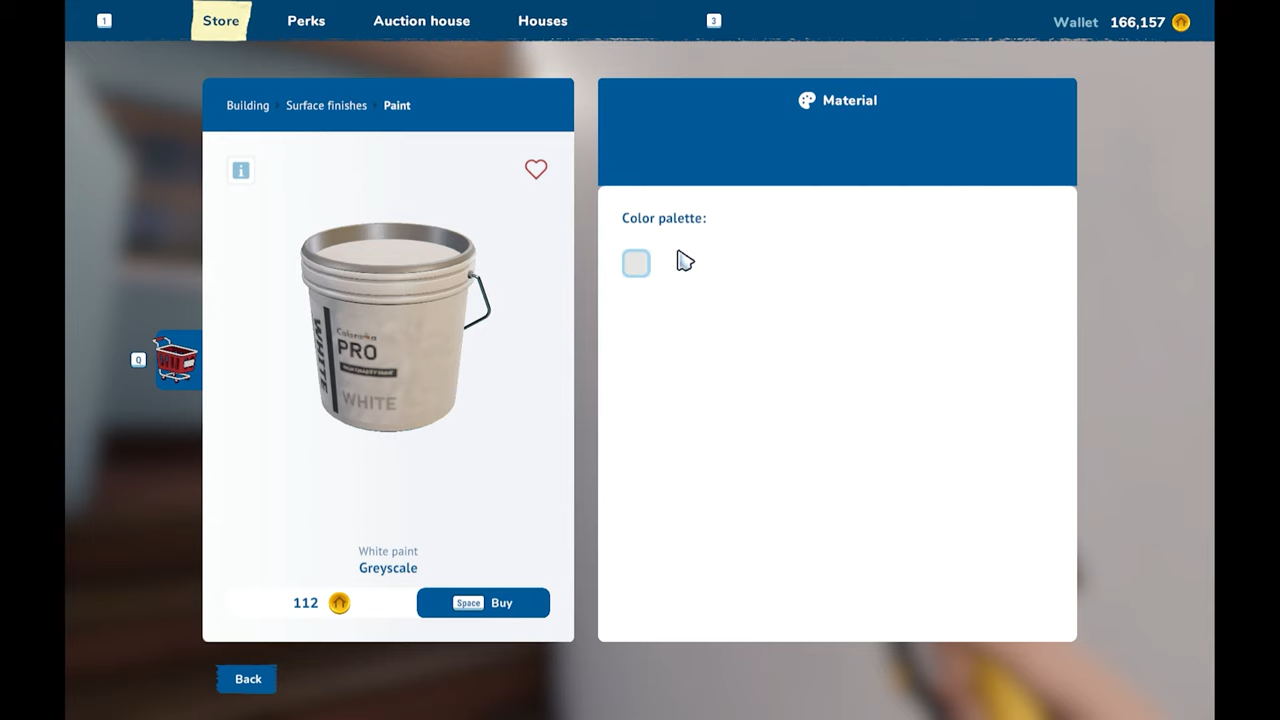 1 Store Perks Auction house Houses 3 Wallet 166,157
Building Surface finishes Paint
Material
Color palette:
WHITE
PRO
WHITE
Q
White paint
Greyscale
112 Space Buy
Back